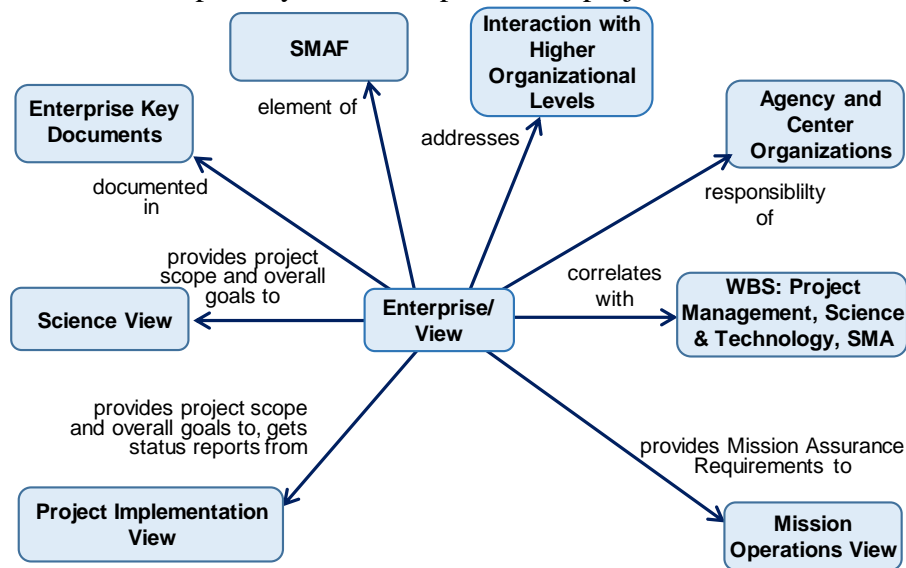 SMAF
Interaction with
Higher
Organizational
Levels
Enterprise Key
Documents
Agency and
Center
Organizations
element of
addresses
documented
in
responsiblilty
of
provides project
scope and overall
goals to
correlates
with
Science View
Enterprise/
View
WBS: Project
Management, Science
& Technology, SMA
provides project scope
and overall goals to, gets
status reports from
provides Mission Assurance
Requirements to
Project Implementation
View
Mission
Operations View